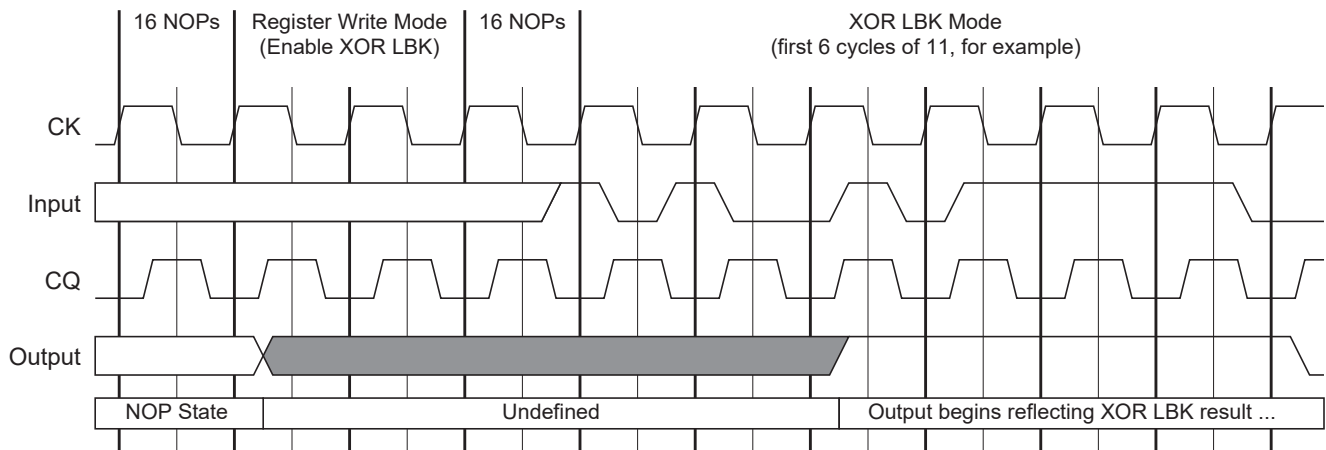 16 NOPs
Register Write Mode
(Enable XOR LBK)
16 NOPs
XOR LBK Mode
(first 6 cycles of 11, for example)
CK
Input
CQ
Output
NOP State
Undefined
Output begins reflecting XOR LBK result ...